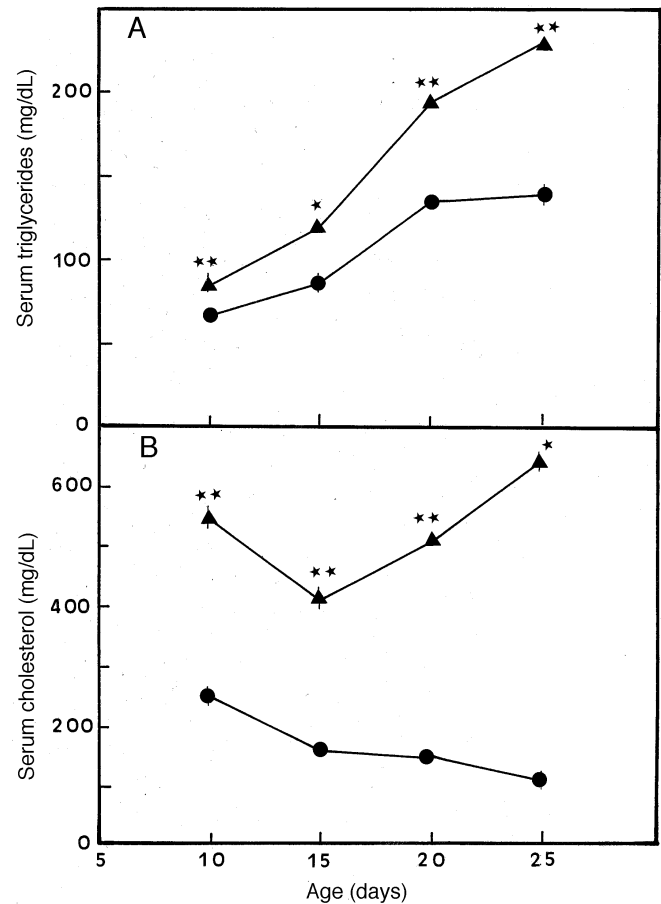 A
Serum triglycerides (mg/dL)
200
100
0
★★
★
★★
★★
B
Serum cholesterol (mg/dL)
600
400
200
0
★★
★★
★★
★
5 10 15 20 25
Age (days)